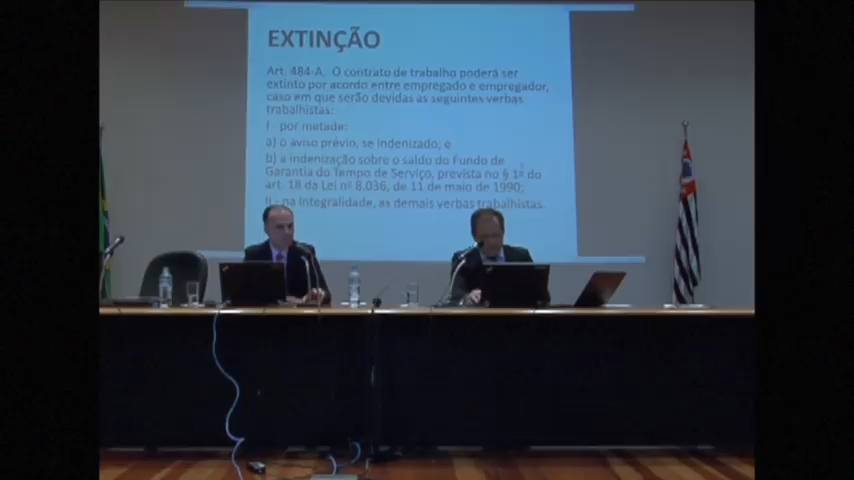 EXTINÇÃO
Art. 484-A. O contrato de trabalho poderá ser
extinto por acordo entre empregado e empregador,
caso em que serão devidas as seguintes verbas
trabalhistas:
I - por metade:
a) o aviso prévio, se indenizado; e
b) a indenização sobre o saldo do Fundo de
Garantia do Tempo de Serviço, prevista no § 1º do
art. 18 da Lei nº 8.036, de 11 de maio de 1990;
II - na integralidade, as demais verbas trabalhistas.